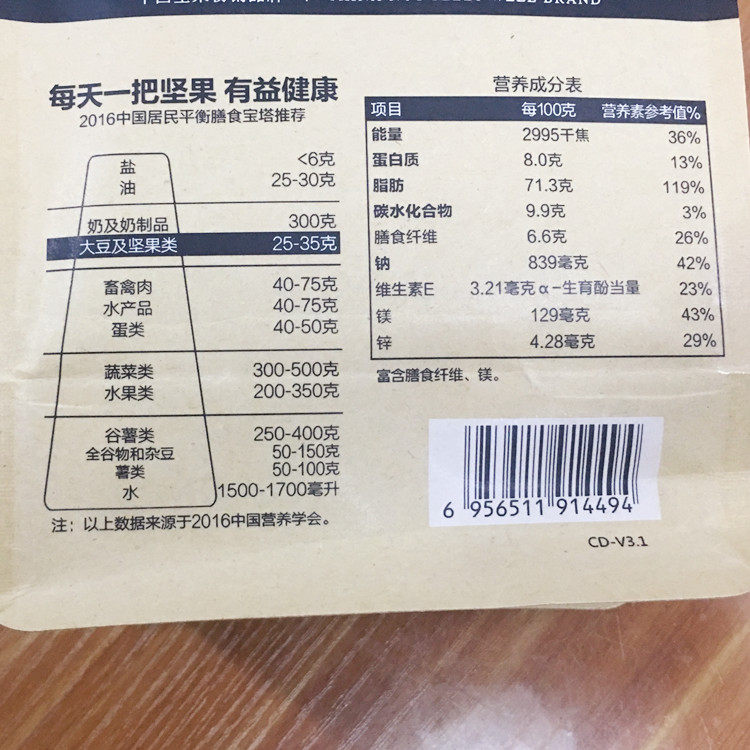 每天一把坚果 有益健康
2016中国居民平衡膳食宝塔推荐
盐 <6克
油 25-30克
奶及奶制品 300克
大豆及坚果类 25-35克
畜禽肉 40-75克
水产品 40-75克
蛋类 40-50克
蔬菜类 300-500克
水果类 200-350克
谷薯类 250-400克
全谷物和杂豆 50-150克
薯类 50-100克
水 1500-1700毫升
注：以上数据来源于2016中国营养学会。
营养成分表
项目 每100克 营养素参考值%
能量 2995千焦 36%
蛋白质 8.0克 13%
脂肪 71.3克 119%
碳水化合物 9.9克 3%
膳食纤维 6.6克 26%
钠 839毫克 42%
维生素E 3.21毫克α-生育酚当量 23%
镁 129毫克 43%
锌 4.28毫克 29%
富含膳食纤维、镁。
6 956511 914494
CD-V3.1